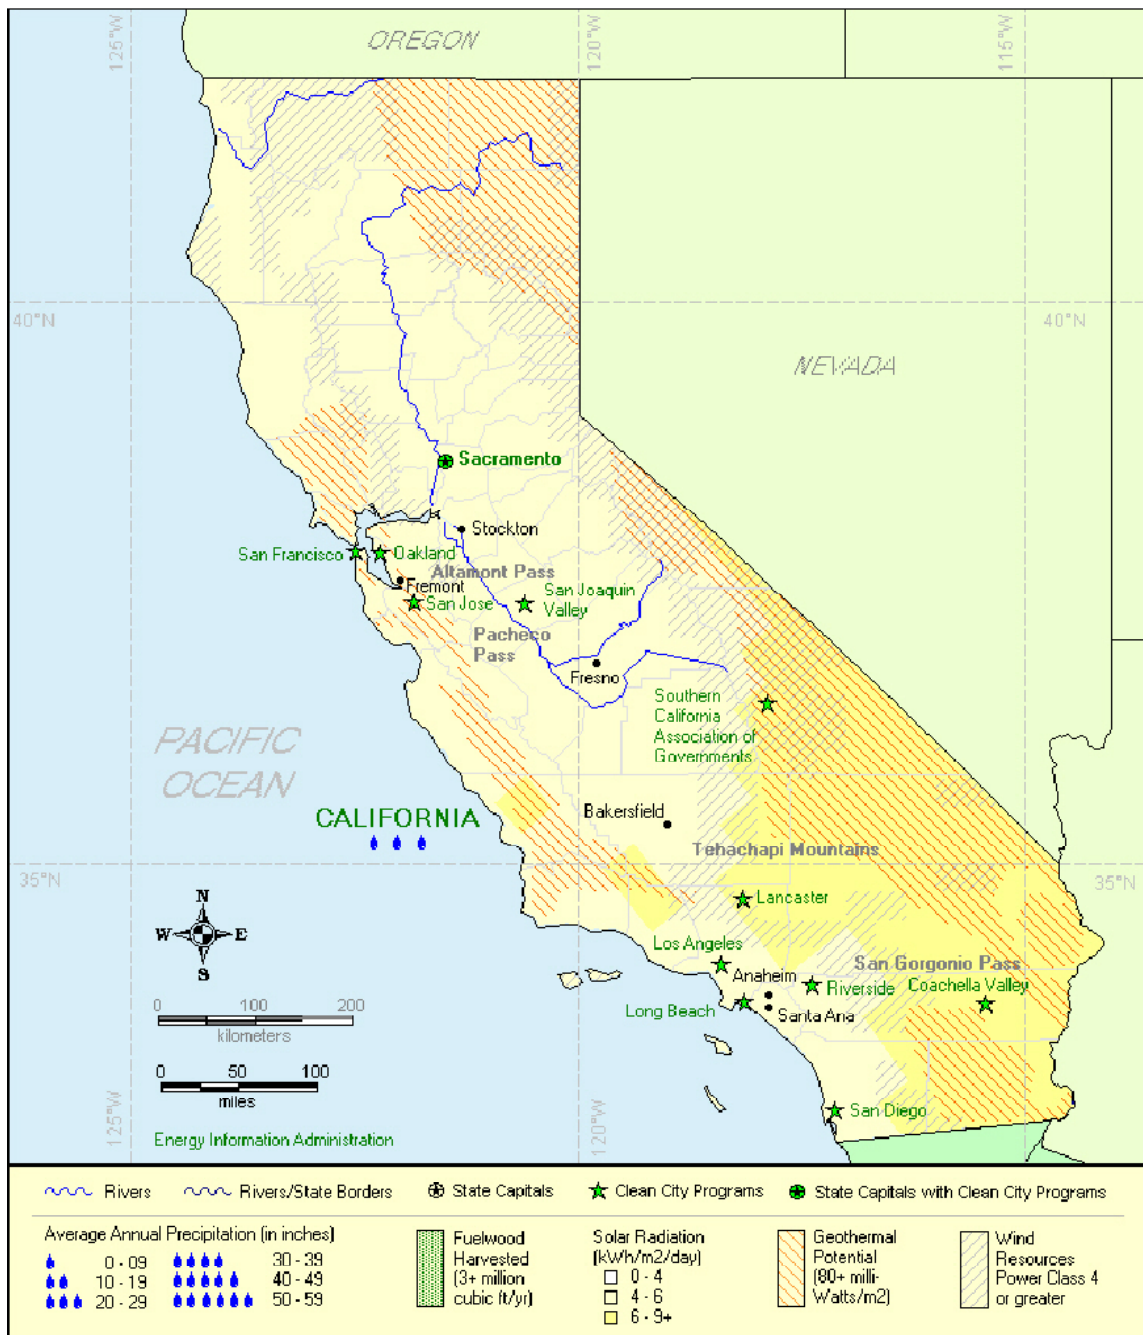 OREGON
125°W
120°W
115°W
40°N
40°N
NEVADA
Sacramento
Stockton
San Francisco
Oakland
Altamont Pass
Fremont
San Jose
San Joaquin
Valley
Pacheco
Pass
Fresno
Southern
California
Association of
Governments
PACIFIC
OCEAN
CALIFORNIA
Bakersfield
Tehachapi Mountains
35°N
35°N
Lancaster
N
W
E
S
Los Angeles
Anaheim
San Gorgonio Pass
Riverside
Coachella Valley
Long Beach
Santa Ana
0 100 200
kilometers
0 50 100
miles
San Diego
125°W
120°W
115°W
Energy Information Administration
Rivers
Rivers/State Borders
State Capitals
Clean City Programs
State Capitals with Clean City Programs
Average Annual Precipitation (in inches)
0 - 09
30 - 39
10 - 19
40 - 49
20 - 29
50 - 59
Fuelwood
Harvested
(3+ million
cubic ft/yr)
Solar Radiation
(kWh/m2/day)
0 - 4
4 - 6
6 - 9+
Geothermal
Potential
(80+ milli-
Watts/m2)
Wind
Resources
Power Class 4
or greater